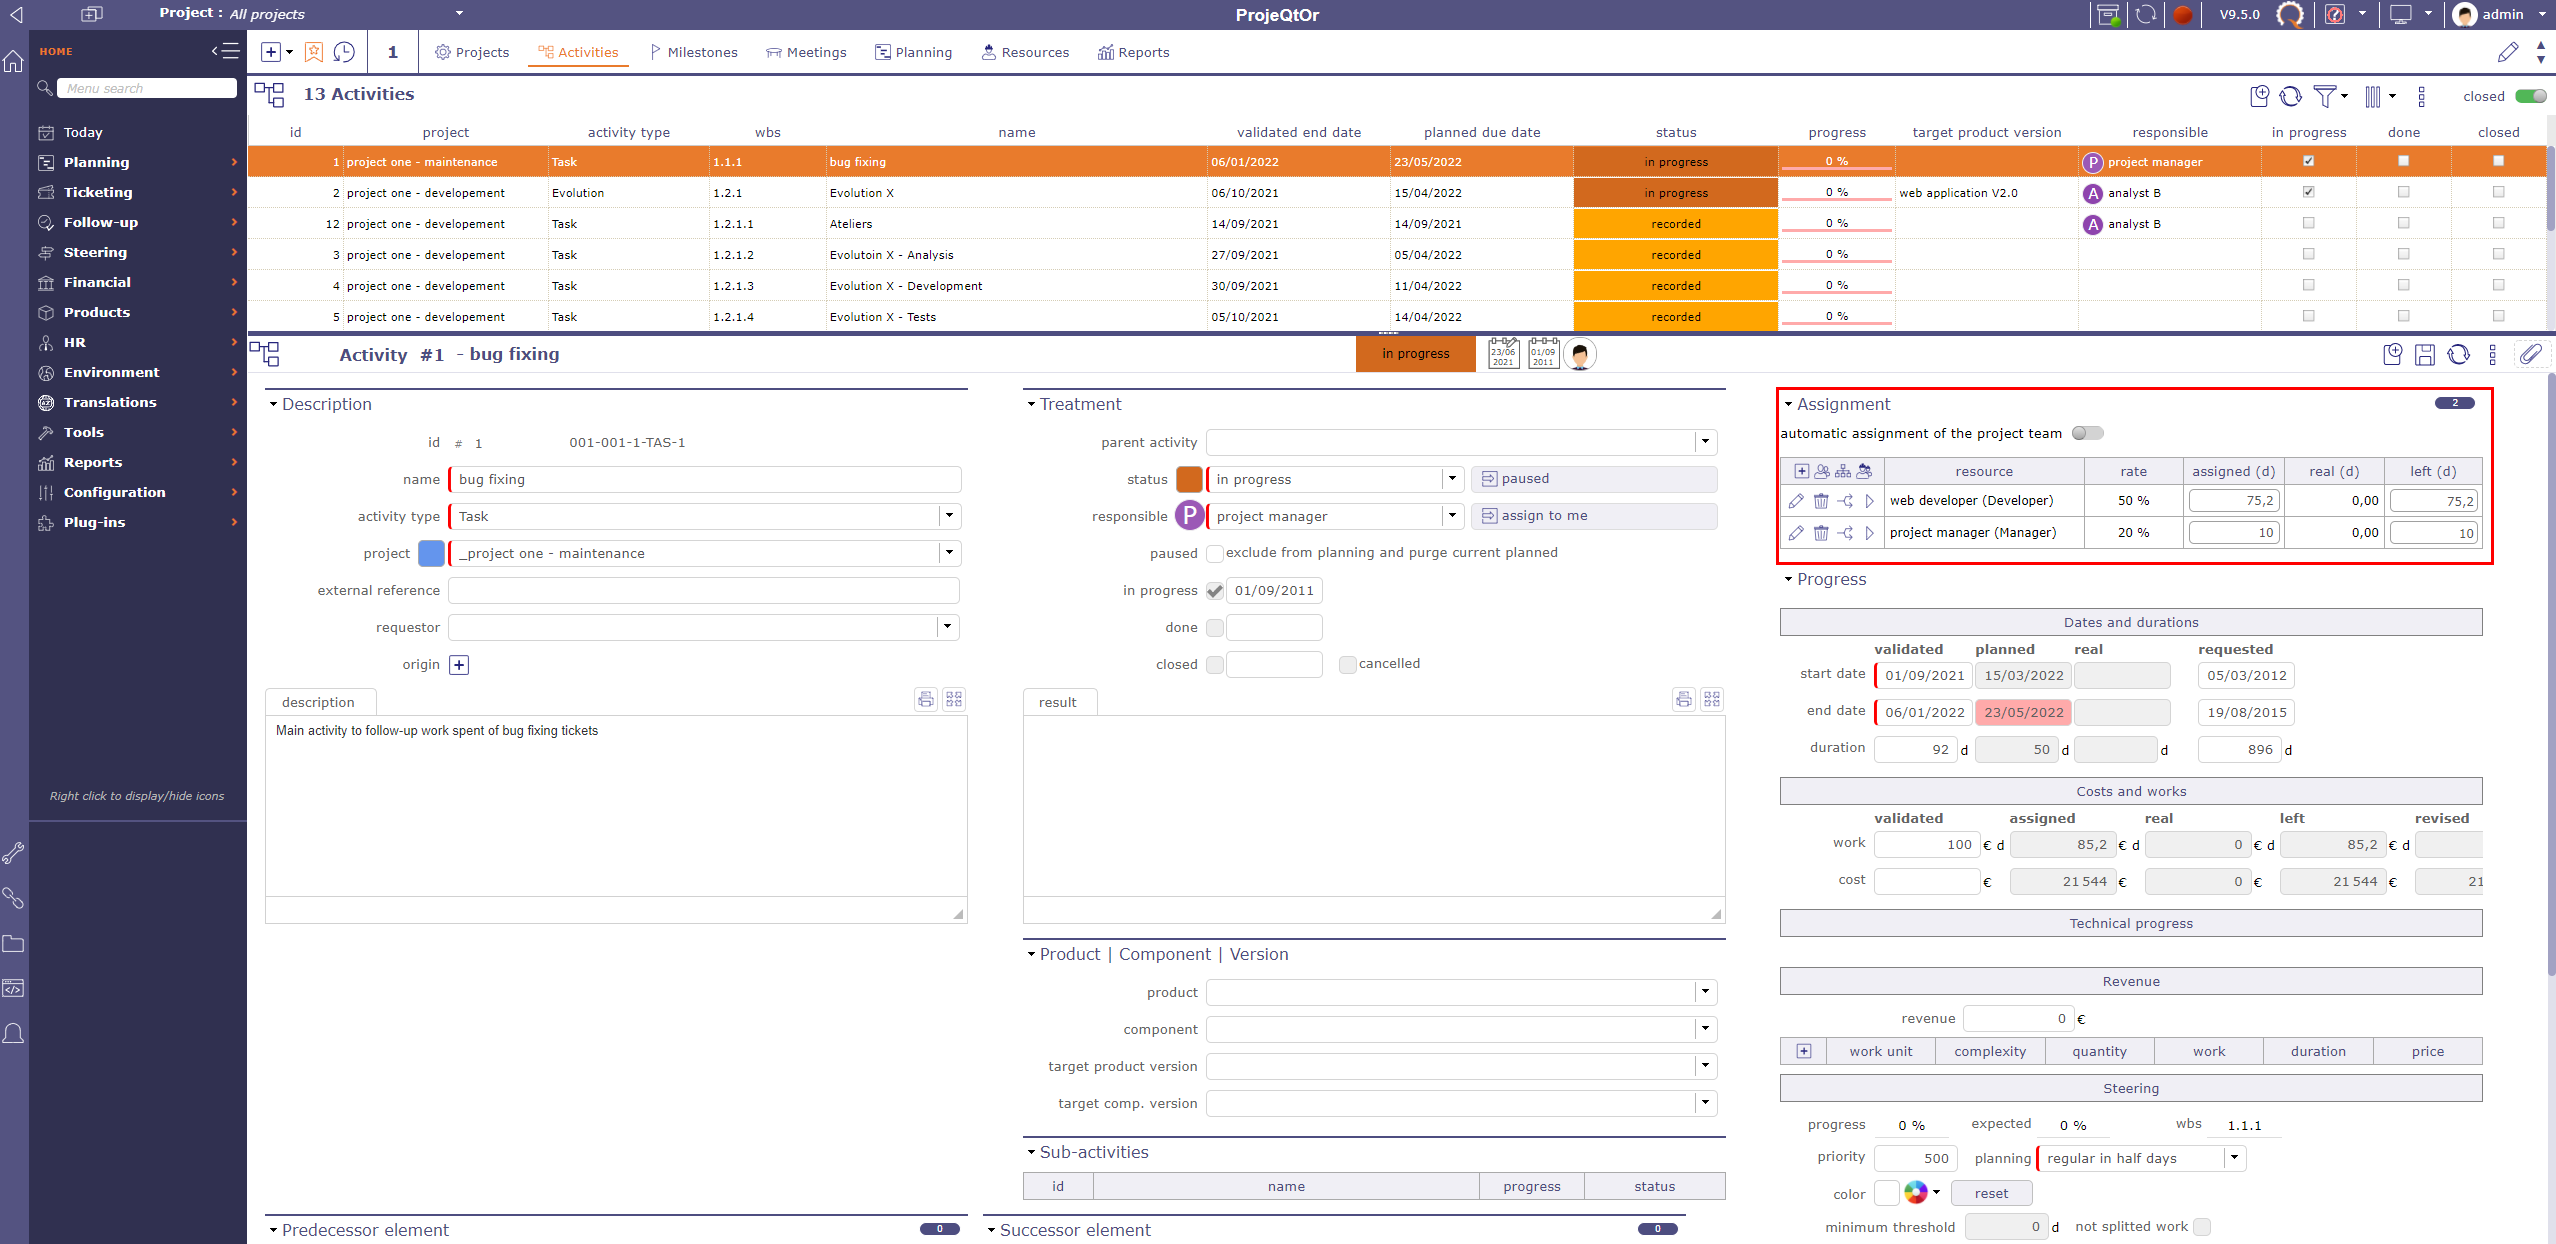 Project : All projects
ProjeQtOr
V9.5.0
admin
HOME
1
Projects
Activities
Milestones
Meetings
Planning
Resources
Reports
Menu search
Today
Planning
Ticketing
Follow-up
Steering
Financial
Products
HR
Environment
Translations
Tools
Reports
Configuration
Plug-ins
Right click to display/hide icons
13 Activities
closed
id project activity type wbs name validated end date planned due date status progress target product version responsible in progress done closed
1 project one - maintenance Task 1.1.1 bug fixing 06/01/2022 23/05/2022 in progress 0 % P project manager
2 project one - developement Evolution 1.2.1 Evolution X 06/10/2021 15/04/2022 in progress 0 % web application V2.0 A analyst B
12 project one - developement Task 1.2.1.1 Ateliers 14/09/2021 14/09/2021 recorded 0 % A analyst B
3 project one - developement Task 1.2.1.2 Evolutoin X - Analysis 27/09/2021 05/04/2022 recorded 0 %
4 project one - developement Task 1.2.1.3 Evolution X - Development 30/09/2021 11/04/2022 recorded 0 %
5 project one - developement Task 1.2.1.4 Evolution X - Tests 05/10/2021 14/04/2022 recorded 0 %
Activity #1 - bug fixing
in progress
23/06 2021
01/09 2011
Description
id # 1 001-001-1-TAS-1
name bug fixing
activity type Task
project _project one - maintenance
external reference
requestor
origin
description
Main activity to follow-up work spent of bug fixing tickets
Treatment
parent activity
status in progress paused
responsible P project manager assign to me
paused exclude from planning and purge current planned
in progress 01/09/2011
done
closed cancelled
result
Product | Component | Version
product
component
target product version
target comp. version
Sub-activities
id name progress status
Predecessor element 0
Successor element 0
Assignment 2
automatic assignment of the project team
resource rate assigned (d) real (d) left (d)
web developer (Developer) 50 % 75,2 0,00 75,2
project manager (Manager) 20 % 10 0,00 10
Progress
Dates and durations
validated planned real requested
start date 01/09/2021 15/03/2022 05/03/2012
end date 06/01/2022 23/05/2022 19/08/2015
duration 92 d 50 d d 896 d
Costs and works
validated assigned real left revised
work 100 € d 85,2 € d 0 € d 85,2 € d
cost € 21 544 € 0 € 21 544 € 21
Technical progress
Revenue
revenue 0 €
work unit complexity quantity work duration price
Steering
progress 0 % expected 0 % wbs 1.1.1
priority 500 planning regular in half days
color reset
minimum threshold 0 d not splitted work